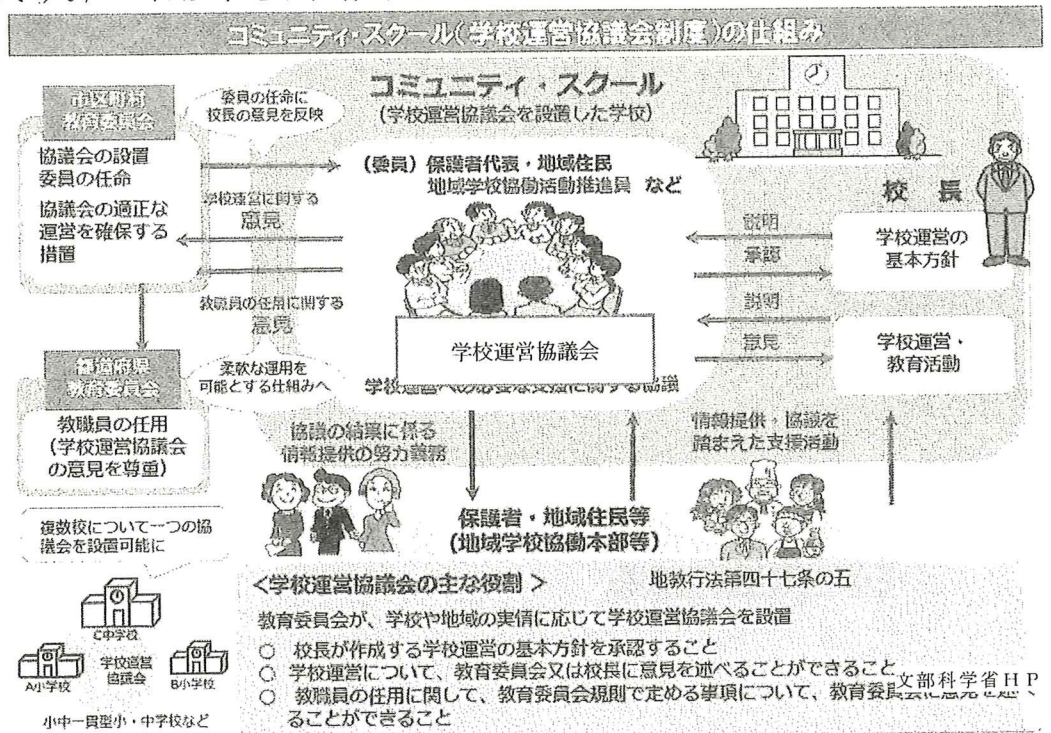 コミュニティ・スクール(学校運営協議会制度)の仕組み
市区町村
教育委員会
委員の任命に
校長の意見を反映
コミュニティ・スクール
(学校運営協議会を設置した学校)
協議会の設置
委員の任命
協議会の適正な
運営を確保する
措置
(委員) 保護者代表・地域住民
地域学校協働活動推進員 など
学校運営に関する
意見
教職員の任用に関する
意見
校 長
説明
承認
学校運営の
基本方針
説明
意見
学校運営・
教育活動
学校運営協議会
学校運営への必要な支援に関する協議
都道府県
教育委員会
柔軟な運用を
可能とする仕組みへ
教職員の任用
(学校運営協議会
の意見を尊重)
協議の結果に係る
情報提供の努力義務
情報提供・協議を
踏まえた支援活動
保護者・地域住民等
(地域学校協働本部等)
複数校について一つの協
議会を設置可能に
C中学校
A小学校
学校運営
協議会
B小学校
小中一貫型小・中学校など
<学校運営協議会の主な役割 >
地教行法第四十七条の五
教育委員会が、学校や地域の実情に応じて学校運営協議会を設置
○ 校長が作成する学校運営の基本方針を承認すること
○ 学校運営について、教育委員会又は校長に意見を述べることができること
○ 教職員の任用に関して、教育委員会規則で定める事項について、教育委員会に意見を述べ
ることができること
文部科学省HP